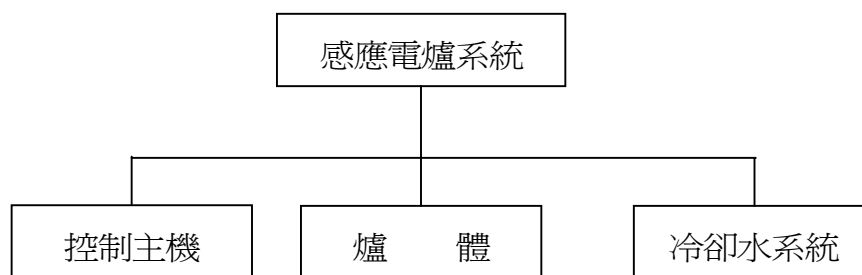 感應電爐系統
控制主機
爐　　體
冷卻水系統